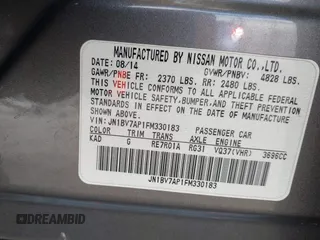 MANUFACTURED BY NISSAN MOTOR CO.,LTD.
08/14 GVWR/PNBV: 4828 LBS.
GAWR/PNBE FR: 2370 LBS. RR: 2480 LBS.
THIS VEHICLE CONFORMS TO ALL APPLICABLE FEDERAL
MOTOR VEHICLE SAFETY,BUMPER,AND THEFT PREVENTION
STANDARDS IN EFFECT ON THE DATE OF MANUFACTURE
SHOWN ABOVE.
VIN:JN1BV7AP1FM330183 PASSENGER CAR
COLOR TRIM TRANS AXLE ENGINE
KAD G RE7R01A RG31 VQ37(VHR) 3696CC
JN1BV7AP1FM330183
DREAMBID